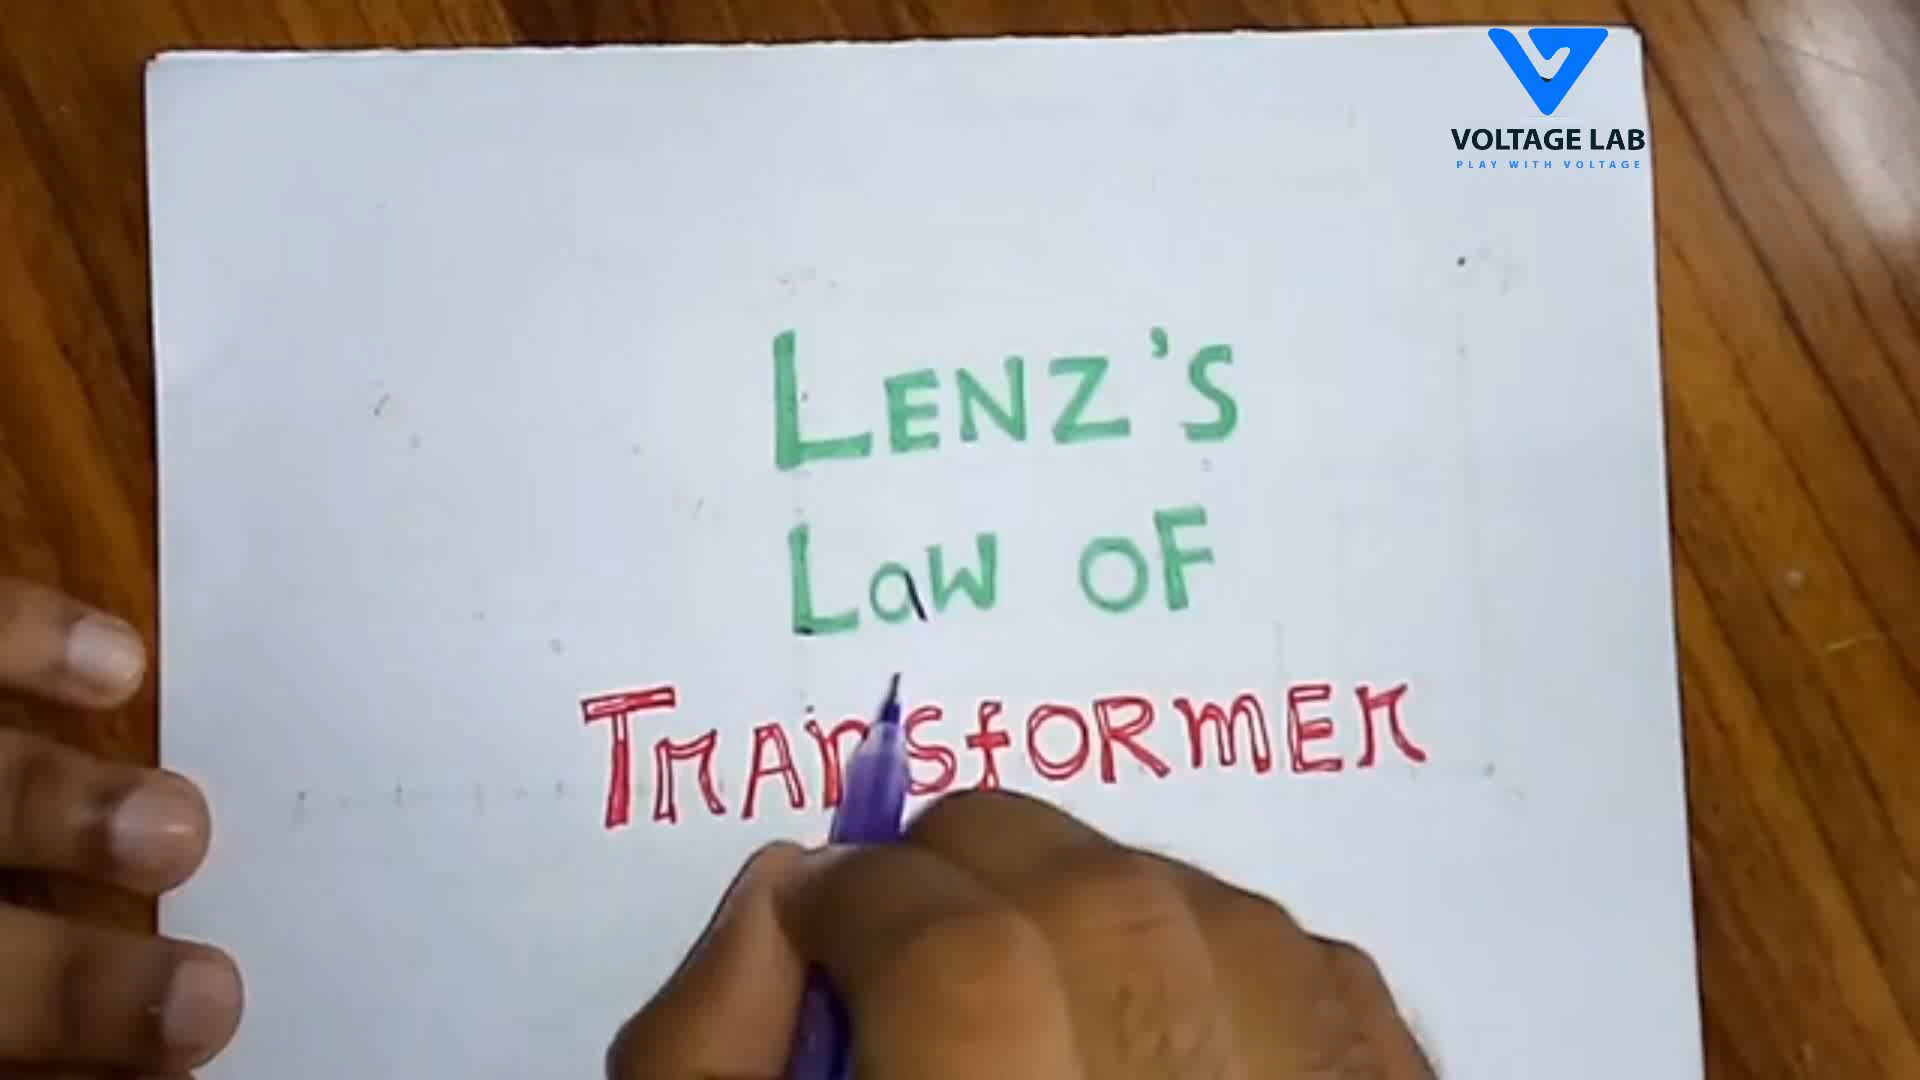 VOLTAGE LAB
PLAY WITH VOLTAGE
LENZ'S
LaW OF
TRANSfORMER